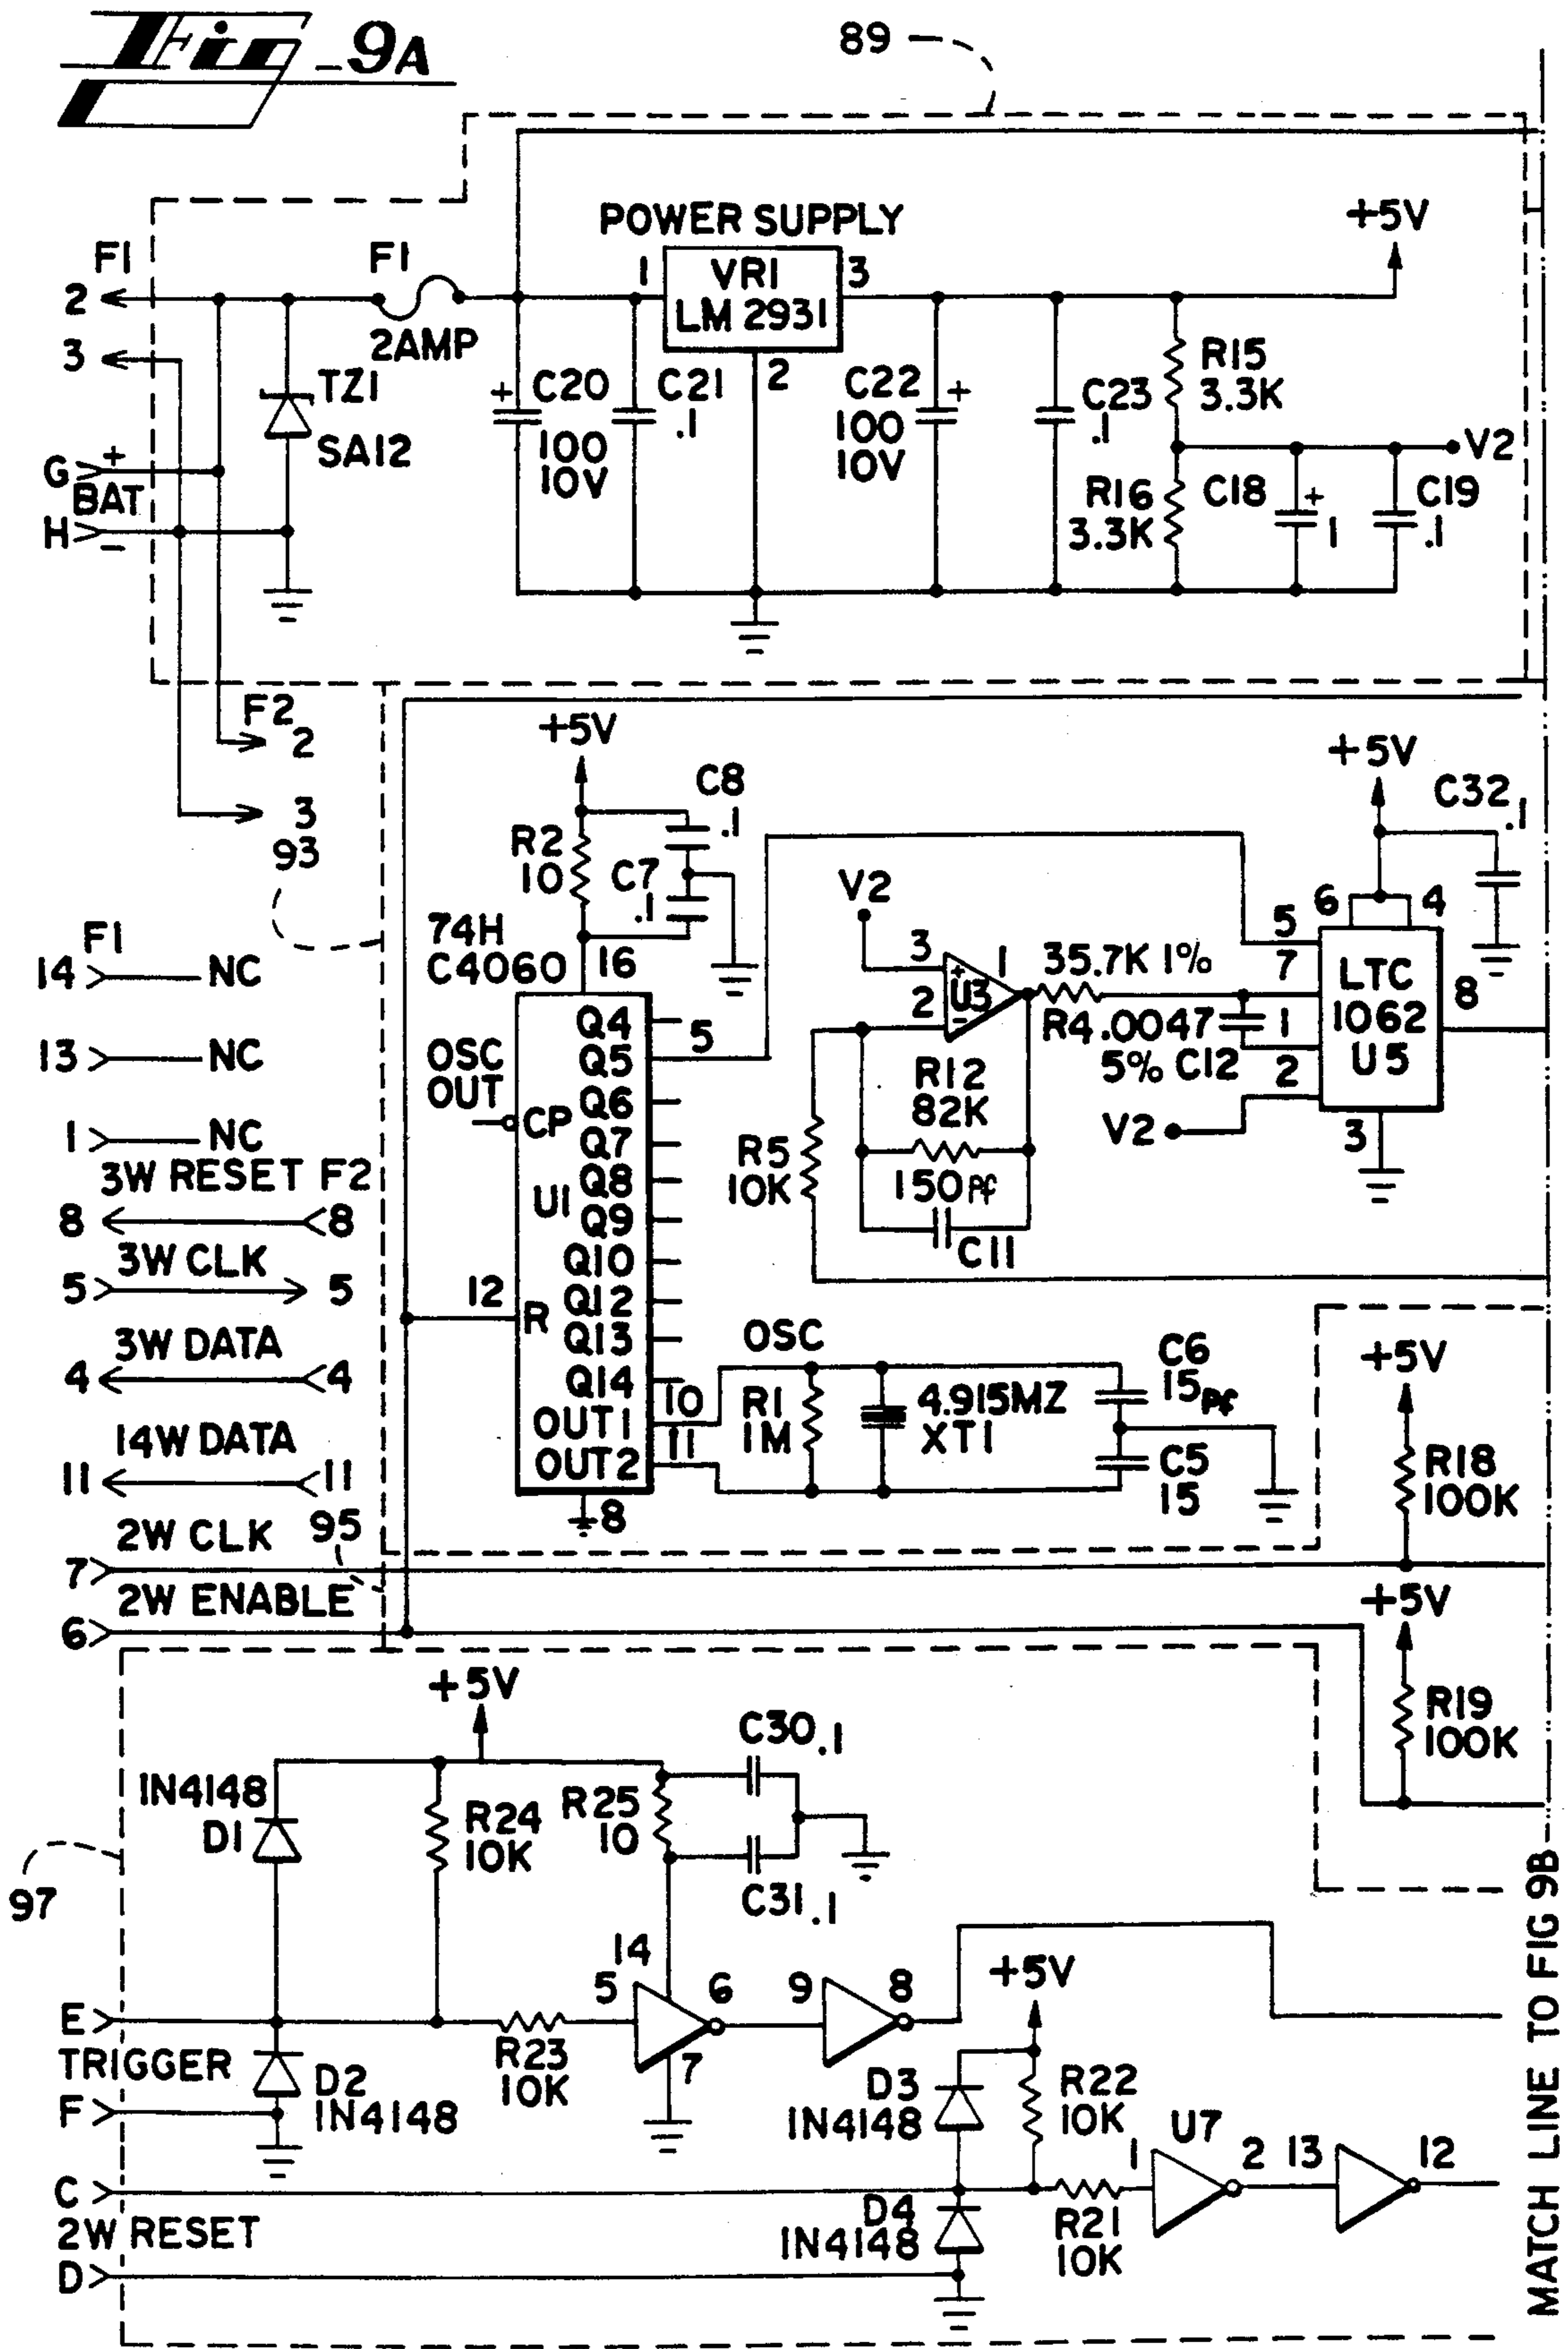 Fig-9A
89
POWER SUPPLY
+5V
F1
F1
2
1
VR1
LM 2931
3
2AMP
3
2
TZ1
SA12
+ C20
100
10V
C21
.1
C22 +
100
10V
C23
.1
R15
3.3K
V2
G +
BAT
H -
R16
3.3K
C18
+
1
C19
.1
F2
2
3
93
+5V
C8
.1
R2
10
C7
.1
+5V
C32
.1
V2
74H
C4060
16
3
2
+
U3
-
1
35.7K 1%
R4
.0047
5% C12
5
7
1
2
6
4
LTC
1062
U5
8
3
V2
F1
14
NC
13
NC
1
NC
OSC
OUT
CP
U1
Q4
Q5
5
Q6
Q7
Q8
Q9
Q10
Q12
Q13
Q14
OUT1
OUT2
10
11
12
R
8
R5
10K
R12
82K
150pf
C11
3W RESET F2
8
8
3W CLK
5
5
3W DATA
4
4
14W DATA
11
11
95
2W CLK
7
2W ENABLE
6
OSC
R1
1M
4.915MZ
XT1
C6
15pf
C5
15
+5V
R18
100K
+5V
R19
100K
+5V
C30
.1
1N4148
D1
R24
10K
R25
10
C31
.1
97
14
5
6
7
9
8
+5V
E
TRIGGER
F
D2
1N4148
R23
10K
D3
1N4148
R22
10K
U7
1
2
13
12
C
2W RESET
D
D4
1N4148
R21
10K
MATCH LINE TO FIG 9B